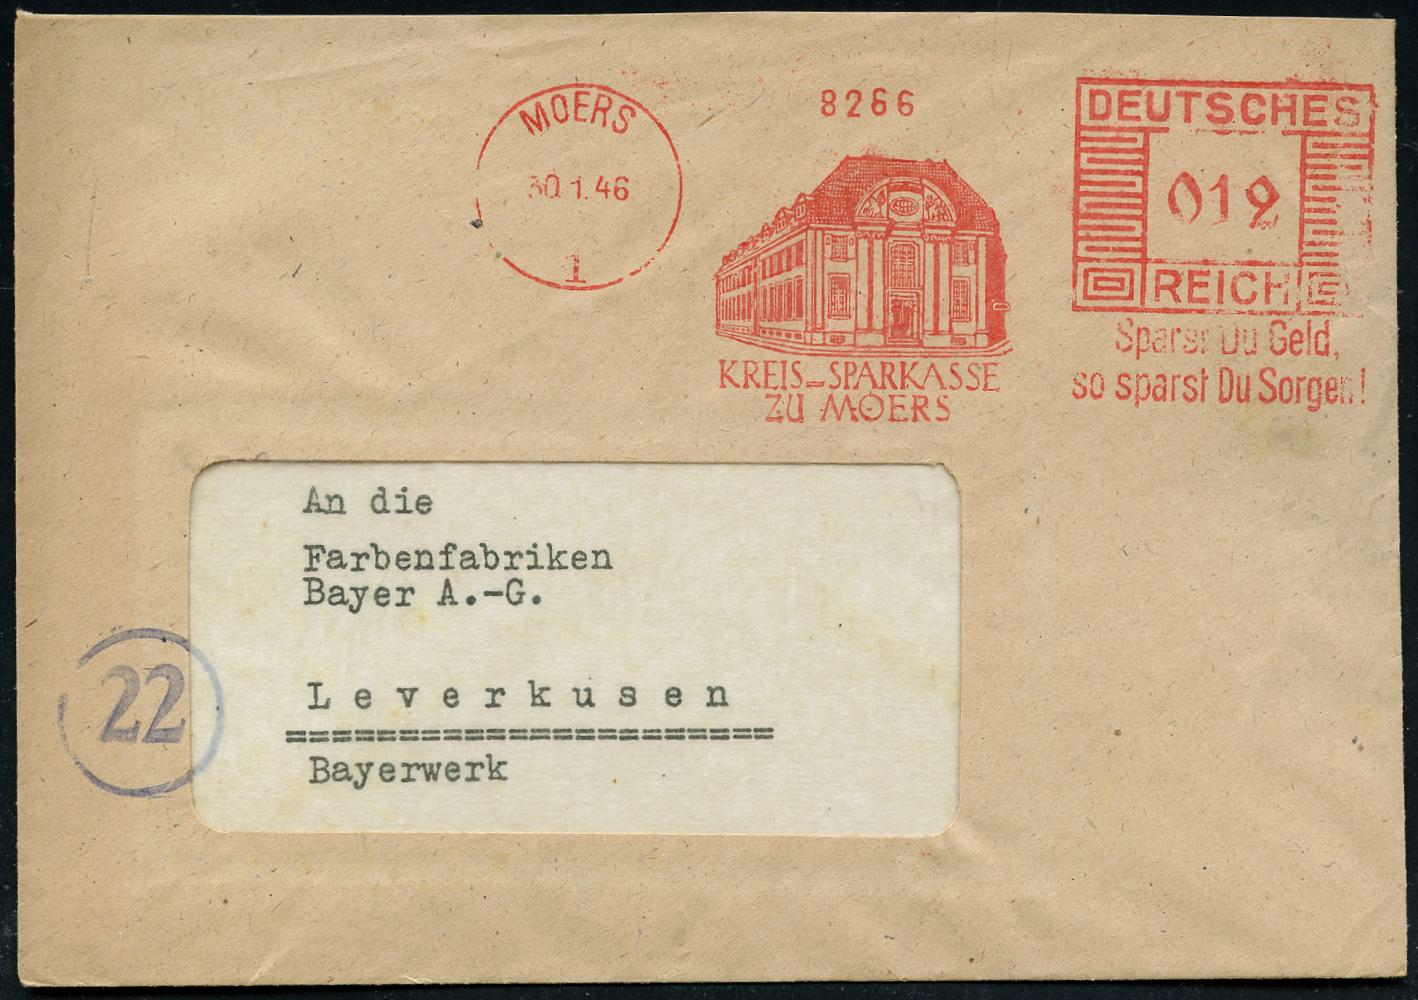 MOERS
30.1.46
1
8266
KREIS-SPARKASSE
ZU MOERS
DEUTSCHES
012
REICH
Sparst Du Geld,
so sparst Du Sorgen!
An die
Farbenfabriken
Bayer A.-G.
Leverkusen
======================
Bayerwerk
22